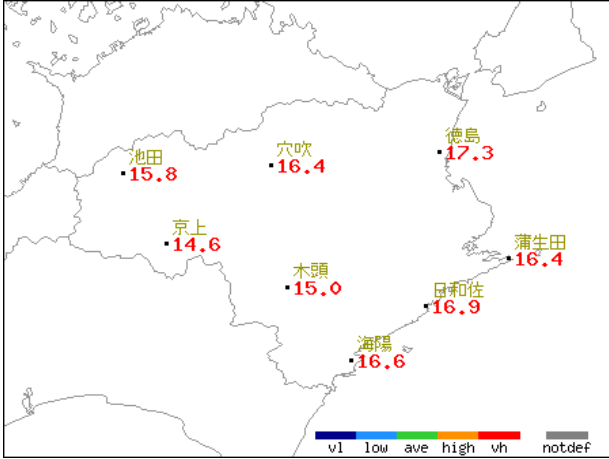 徳島
17.3
穴吹
16.4
池田
15.8
京上
14.6
蒲生田
16.4
木頭
15.0
日和佐
16.9
海陽
16.6
vl low ave high vh notdef